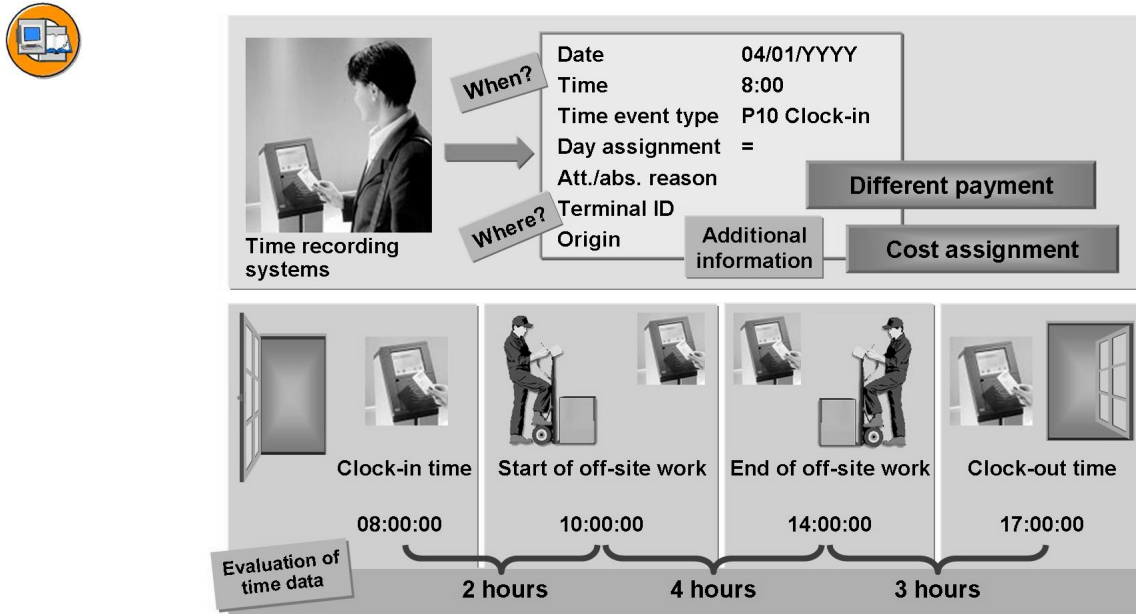 When?
Date 04/01/YYYY
Time 8:00
Time event type P10 Clock-in
Day assignment =
Att./abs. reason
Where?
Terminal ID
Origin
Additional
information
Different payment
Cost assignment
Time recording
systems
Clock-in time
Start of off-site work
End of off-site work
Clock-out time
08:00:00
10:00:00
14:00:00
17:00:00
Evaluation of
time data
2 hours
4 hours
3 hours